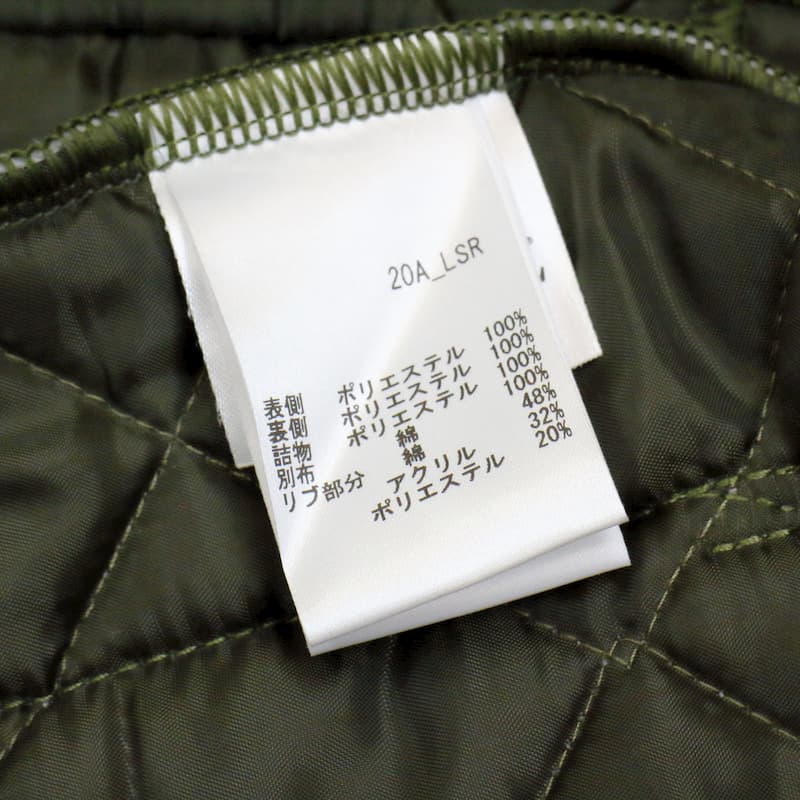 20A_LSR
表側 ポリエステル 100%
裏側 ポリエステル 100%
詰物 ポリエステル 100%
別布 綿 100%
リブ部分 綿 48%
アクリル 32%
ポリエステル 20%